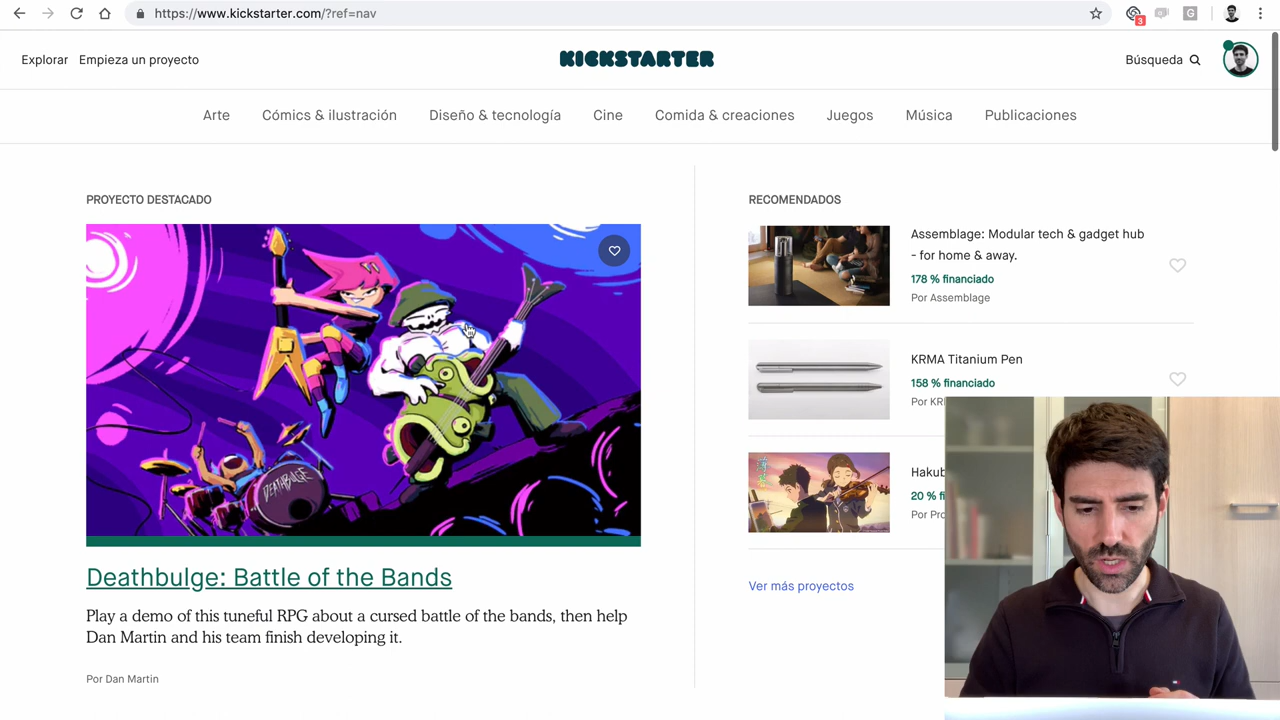 https://www.kickstarter.com/?ref=nav
3
G
Explorar
Empieza un proyecto
KICKSTARTER
Búsqueda
Arte
Cómics & ilustración
Diseño & tecnología
Cine
Comida & creaciones
Juegos
Música
Publicaciones
PROYECTO DESTACADO
DEATHBULGE
Deathbulge: Battle of the Bands
Play a demo of this tuneful RPG about a cursed battle of the bands, then help
Dan Martin and his team finish developing it.
Por Dan Martin
RECOMENDADOS
Assemblage: Modular tech & gadget hub
- for home & away.
178 % financiado
Por Assemblage
KRMA Titanium Pen
158 % financiado
Por KR
Hakub
20 % fi
Por Pro
Ver más proyectos